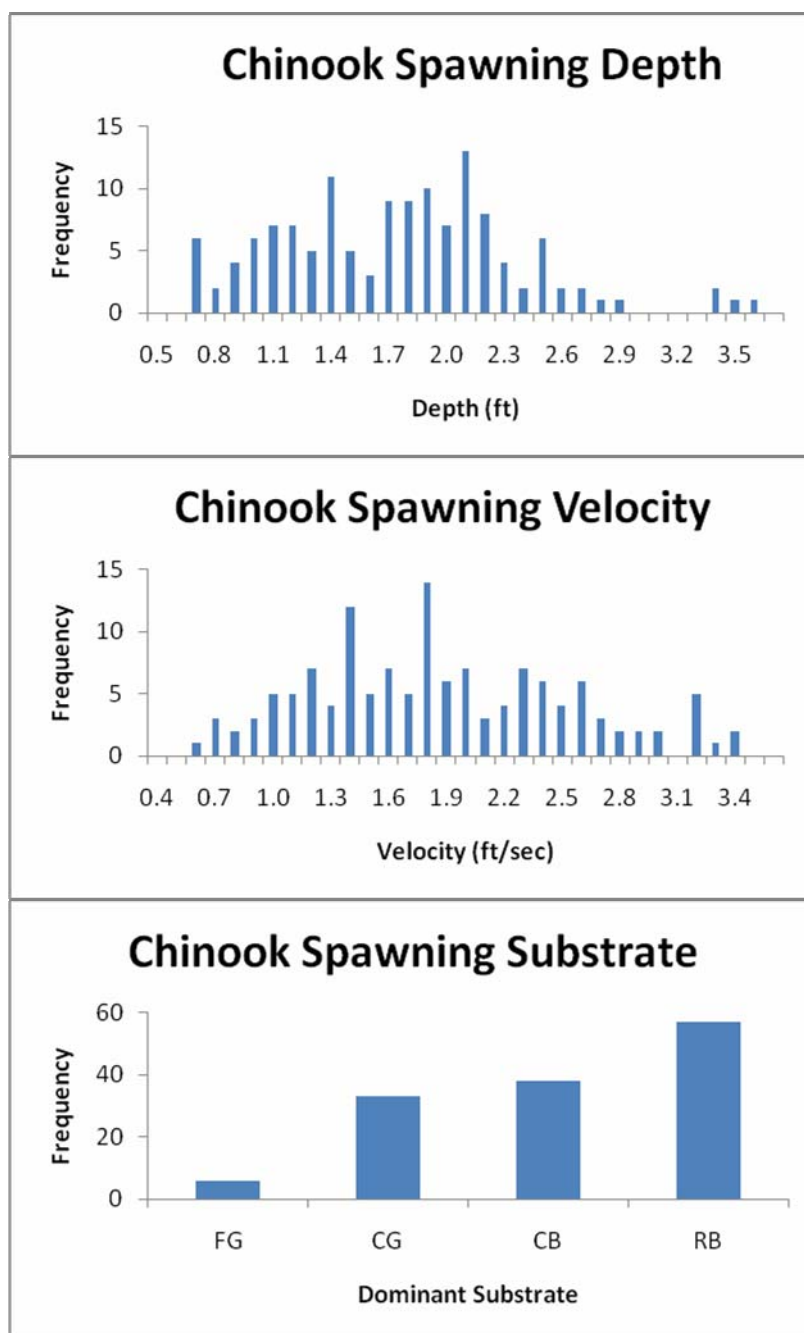 Chinook Spawning Depth
15
10
5
0
Frequency
0.5 0.8 1.1 1.4 1.7 2.0 2.3 2.6 2.9 3.2 3.5
Depth (ft)
Chinook Spawning Velocity
15
10
5
0
Frequency
0.4 0.7 1.0 1.3 1.6 1.9 2.2 2.5 2.8 3.1 3.4
Velocity (ft/sec)
Chinook Spawning Substrate
60
40
20
0
Frequency
FG CG CB RB
Dominant Substrate